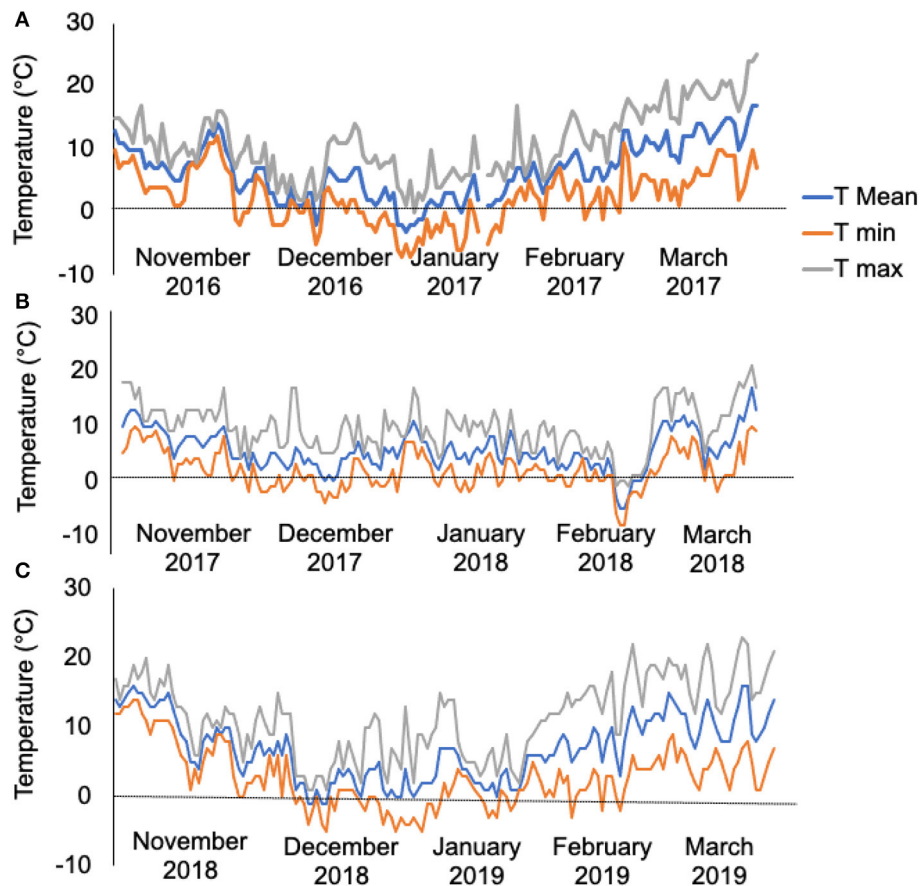 A
30
20
10
0
-10
Temperature (°C)
November
2016
December
2016
January
2017
February
2017
March
2017
T Mean
T min
T max
B
30
20
10
0
-10
Temperature (°C)
November
2017
December
2017
January
2018
February
2018
March
2018
C
30
20
10
0
-10
Temperature (°C)
November
2018
December
2018
January
2019
February
2019
March
2019